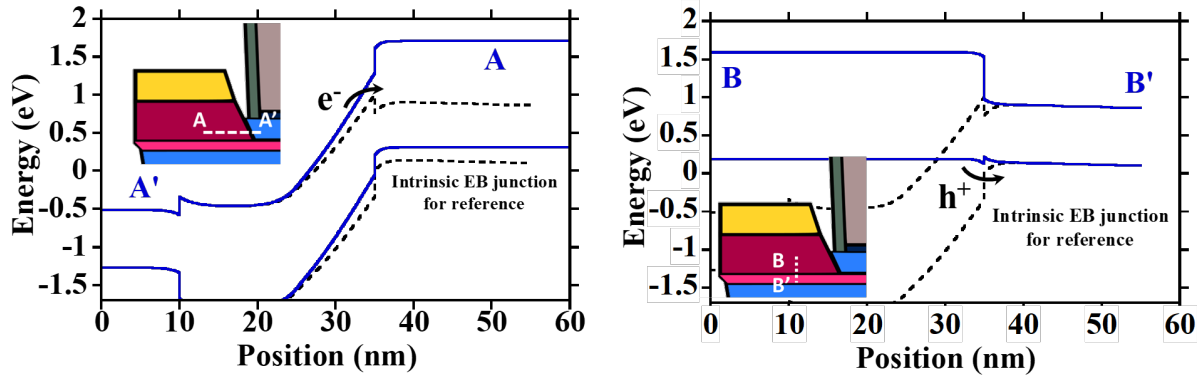 Energy (eV)
2
1.5
1
0.5
0
-0.5
-1
-1.5
A
A'
e-
A
A'
Intrinsic EB junction
for reference
0
10
20
30
40
50
60
Position (nm)
Energy (eV)
2
1.5
1
0.5
0
-0.5
-1
-1.5
B
B'
h+
Intrinsic EB junction
for reference
B
B'
0
10
20
30
40
50
60
Position (nm)